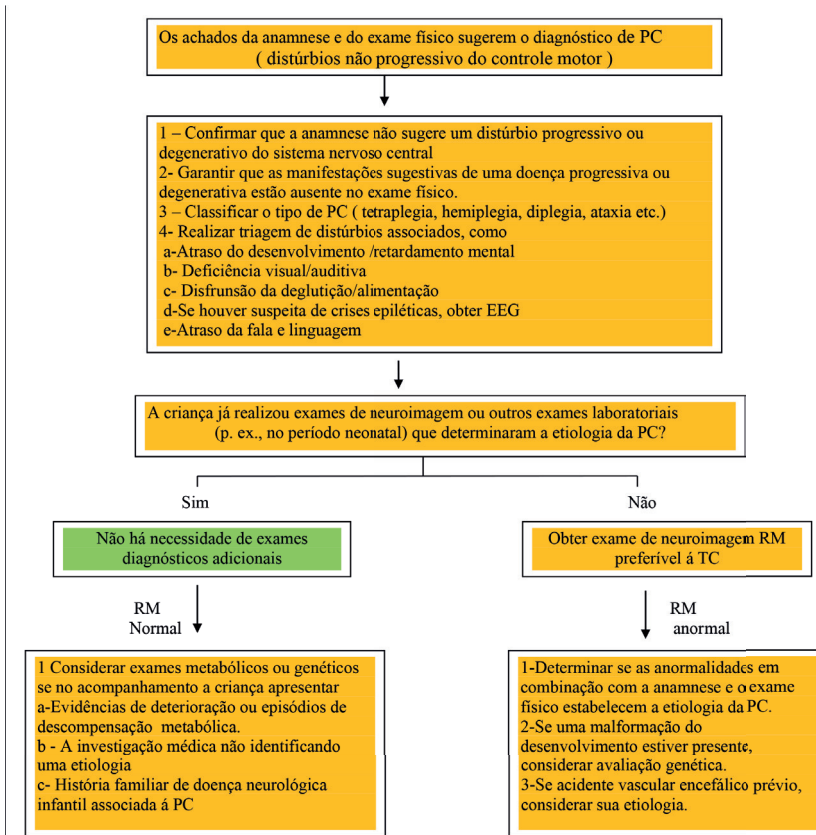 Os achados da anamnese e do exame físico sugerem o diagnóstico de PC
( distúrbios não progressivo do controle motor )
1 – Confirmar que a anamnese não sugere um distúrbio progressivo ou
degenerativo do sistema nervoso central
2- Garantir que as manifestações sugestivas de uma doença progressiva ou
degenerativa estão ausente no exame físico.
3 – Classificar o tipo de PC ( tetraplegia, hemiplegia, diplegia, ataxia etc.)
4- Realizar triagem de distúrbios associados, como
a-Atraso do desenvolvimento /retardamento mental
b- Deficiência visual/auditiva
c- Disfrunsão da deglutição/alimentação
d-Se houver suspeita de crises epiléticas, obter EEG
e-Atraso da fala e linguagem
A criança já realizou exames de neuroimagem ou outros exames laboratoriais
(p. ex., no período neonatal) que determinaram a etiologia da PC?
Sim
Não
Não há necessidade de exames
diagnósticos adicionais
Obter exame de neuroimagem RM
preferível á TC
RM
Normal
RM
anormal
1 Considerar exames metabólicos ou genéticos
se no acompanhamento a criança apresentar
a-Evidências de deterioração ou episódios de
descompensação metabólica.
b - A investigação médica não identificando
uma etiologia
c- História familiar de doença neurológica
infantil associada á PC
1-Determinar se as anormalidades em
combinação com a anamnese e o exame
físico estabelecem a etiologia da PC.
2-Se uma malformação do
desenvolvimento estiver presente,
considerar avaliação genética.
3-Se acidente vascular encefálico prévio,
considerar sua etiologia.